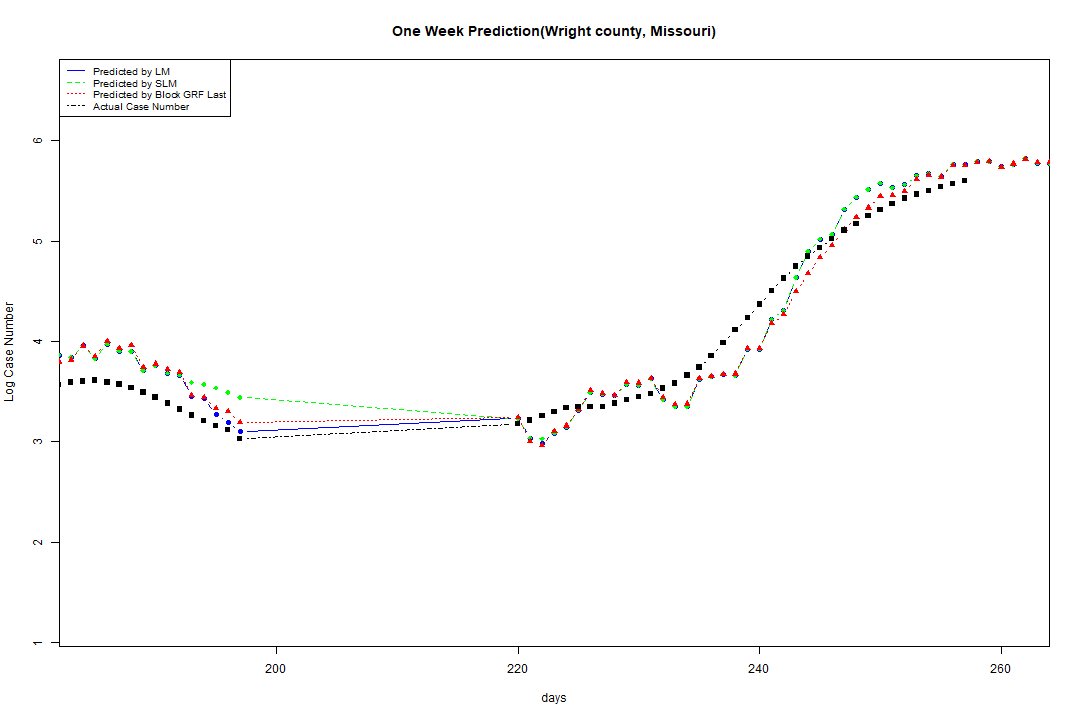 One Week Prediction(Wright county, Missouri)
Predicted by LM
Predicted by SLM
Predicted by Block GRF Last
Actual Case Number
6
5
4
3
2
1
Log Case Number
200 220 240 260
days